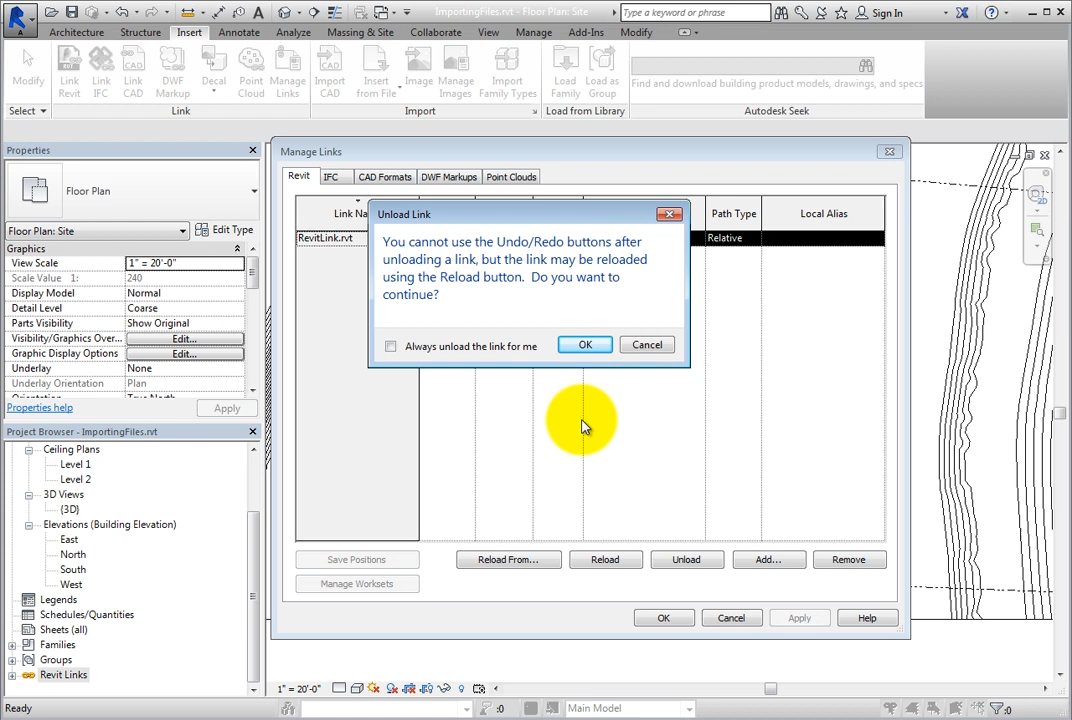 ImportingFiles.rvt - Floor Plan: Site
Type a keyword or phrase
Sign In
Architecture Structure Insert Annotate Analyze Massing & Site Collaborate View Manage Add-Ins Modify
Modify
Link Revit
Link IFC
Link CAD
DWF Markup
Decal
Point Cloud
Manage Links
Import CAD
Insert from File
Image
Manage Images
Import Family Types
Load Family
Load as Group
Find and download building product models, drawings, and specs
Select
Link
Import
Load from Library
Autodesk Seek
Properties
Floor Plan
Floor Plan: Site
Edit Type
Graphics
View Scale 1" = 20'-0"
Scale Value 1: 240
Display Model Normal
Detail Level Coarse
Parts Visibility Show Original
Visibility/Graphics Over... Edit...
Graphic Display Options Edit...
Underlay None
Underlay Orientation Plan
Orientation True North
Properties help
Apply
Project Browser - ImportingFiles.rvt
Ceiling Plans
Level 1
Level 2
3D Views
{3D}
Elevations (Building Elevation)
East
North
South
West
Legends
Schedules/Quantities
Sheets (all)
Families
Groups
Revit Links
Manage Links
Revit IFC CAD Formats DWF Markups Point Clouds
Link Na
Path Type
Local Alias
RevitLink.rvt
Relative
Unload Link
You cannot use the Undo/Redo buttons after
unloading a link, but the link may be reloaded
using the Reload button. Do you want to
continue?
Always unload the link for me
OK
Cancel
Save Positions
Reload From...
Reload
Unload
Add...
Remove
Manage Worksets
OK
Cancel
Apply
Help
2D
1" = 20'-0"
Ready
:0
Main Model
:0